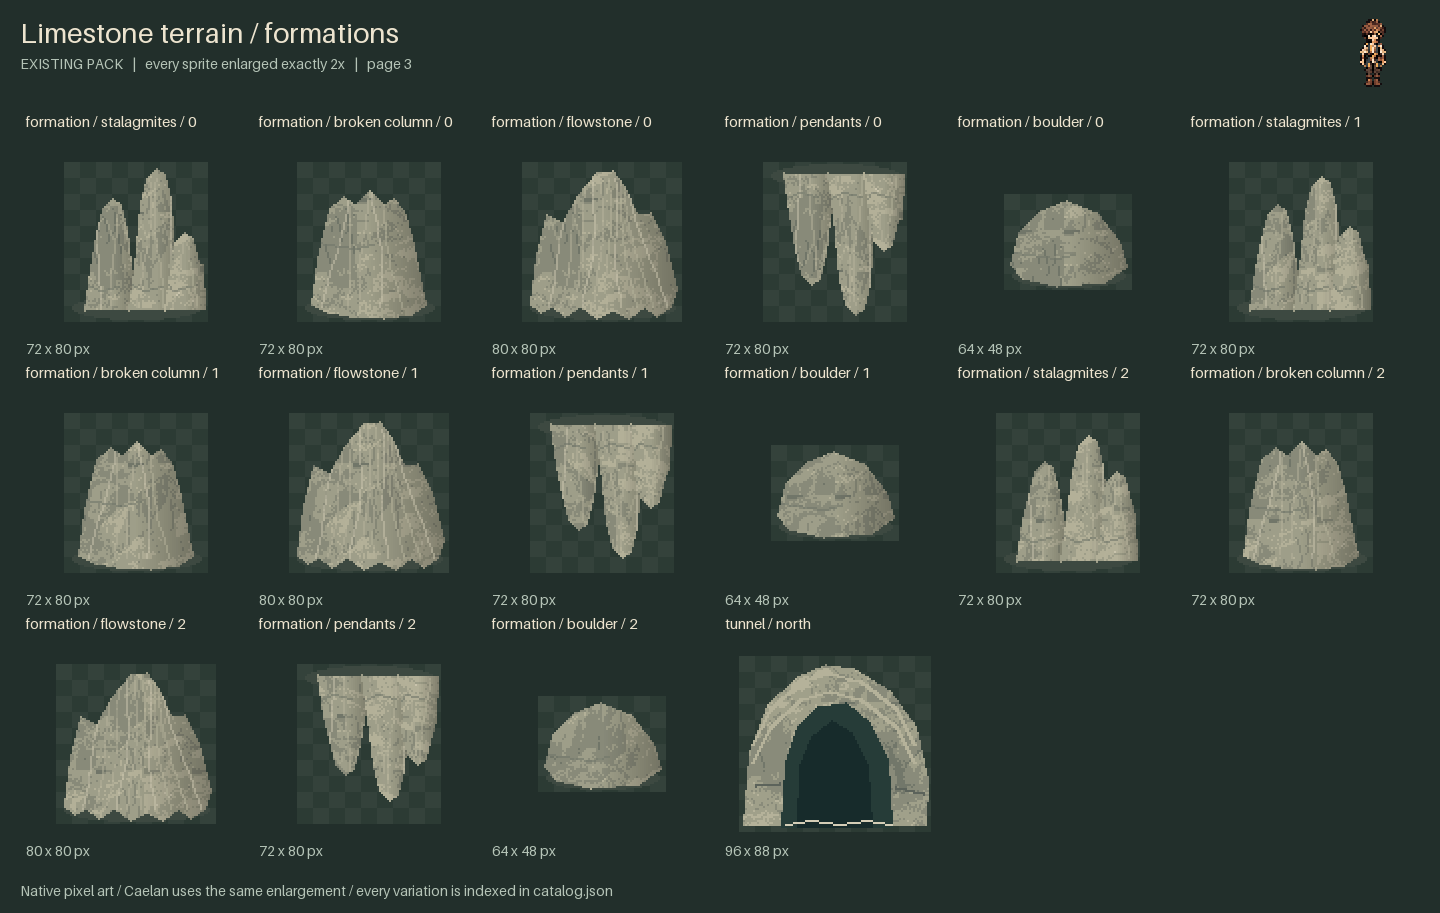 Limestone terrain / formations
EXISTING PACK | every sprite enlarged exactly 2x | page 3
formation / stalagmites / 0
formation / broken column / 0
formation / flowstone / 0
formation / pendants / 0
formation / boulder / 0
formation / stalagmites / 1
72 x 80 px
72 x 80 px
80 x 80 px
72 x 80 px
64 x 48 px
72 x 80 px
formation / broken column / 1
formation / flowstone / 1
formation / pendants / 1
formation / boulder / 1
formation / stalagmites / 2
formation / broken column / 2
72 x 80 px
80 x 80 px
72 x 80 px
64 x 48 px
72 x 80 px
72 x 80 px
formation / flowstone / 2
formation / pendants / 2
formation / boulder / 2
tunnel / north
80 x 80 px
72 x 80 px
64 x 48 px
96 x 88 px
Native pixel art / Caelan uses the same enlargement / every variation is indexed in catalog.json